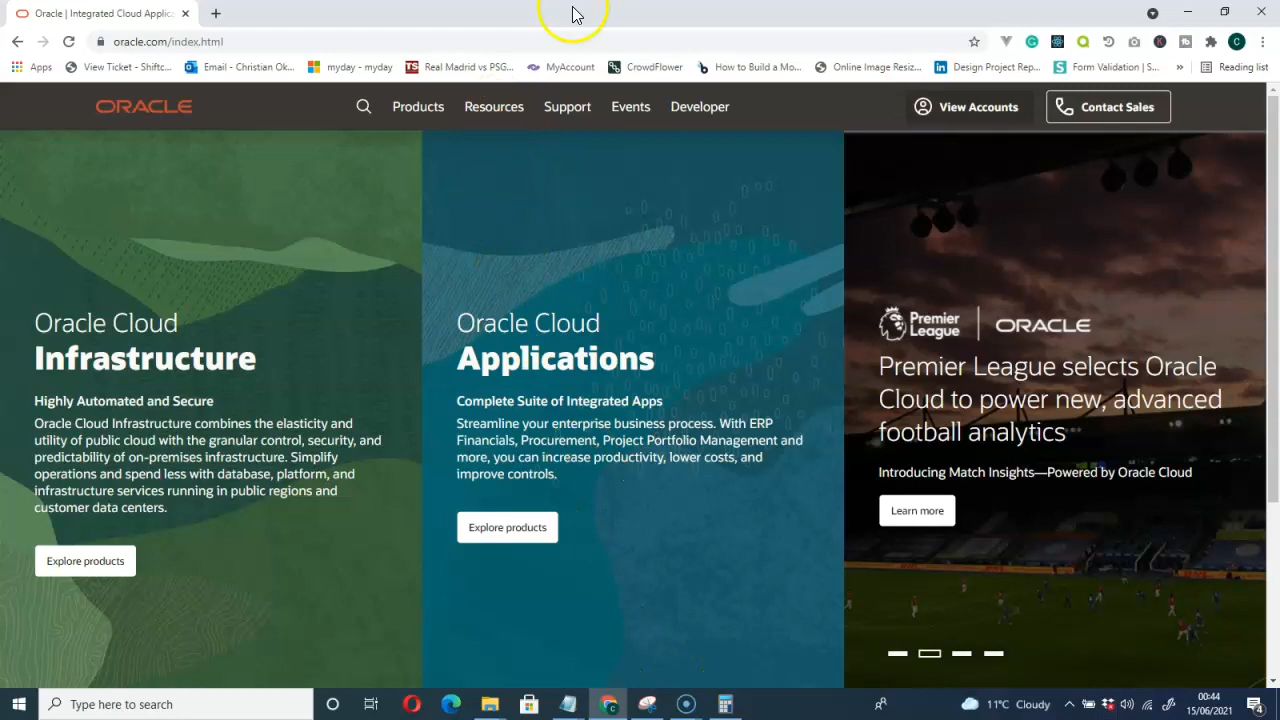 Oracle | Integrated Cloud Applic
oracle.com/index.html
Apps
View Ticket - Shiftc...
Email - Christian Ok...
myday - myday
Real Madrid vs PSG...
MyAccount
CrowdFlower
How to Build a Mo...
Online Image Resiz...
Design Project Rep...
Form Validation | S...
»
Reading list
ORACLE
Products
Resources
Support
Events
Developer
View Accounts
Contact Sales
Oracle Cloud
Infrastructure
Highly Automated and Secure
Oracle Cloud Infrastructure combines the elasticity and
utility of public cloud with the granular control, security, and
predictability of on-premises infrastructure. Simplify
operations and spend less with database, platform, and
infrastructure services running in public regions and
customer data centers.
Explore products
Oracle Cloud
Applications
Complete Suite of Integrated Apps
Streamline your enterprise business process. With ERP
Financials, Procurement, Project Portfolio Management and
more, you can increase productivity, lower costs, and
improve controls.
Explore products
Premier League | ORACLE
Premier League selects Oracle
Cloud to power new, advanced
football analytics
Introducing Match Insights—Powered by Oracle Cloud
Learn more
Type here to search
11°C Cloudy
00:44
15/06/2021
4